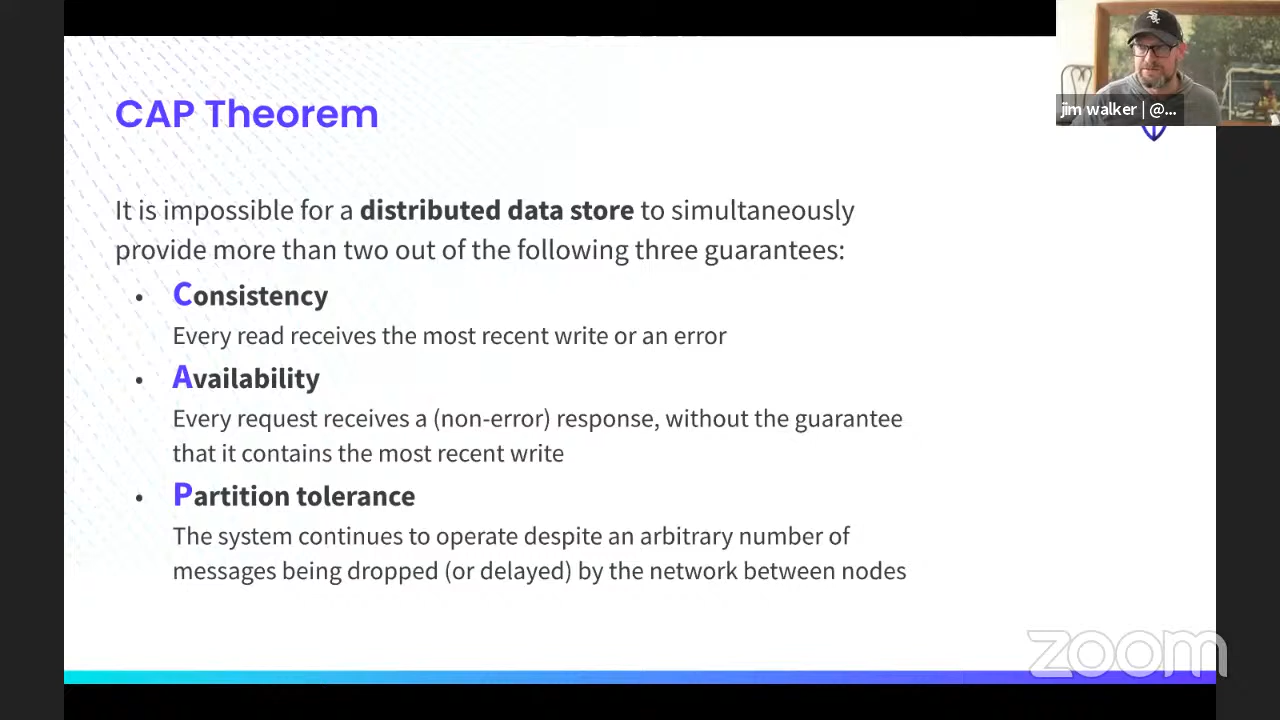 CAP Theorem
jim walker | @...
It is impossible for a distributed data store to simultaneously
provide more than two out of the following three guarantees:
• Consistency
Every read receives the most recent write or an error
• Availability
Every request receives a (non-error) response, without the guarantee
that it contains the most recent write
• Partition tolerance
The system continues to operate despite an arbitrary number of
messages being dropped (or delayed) by the network between nodes
zoom